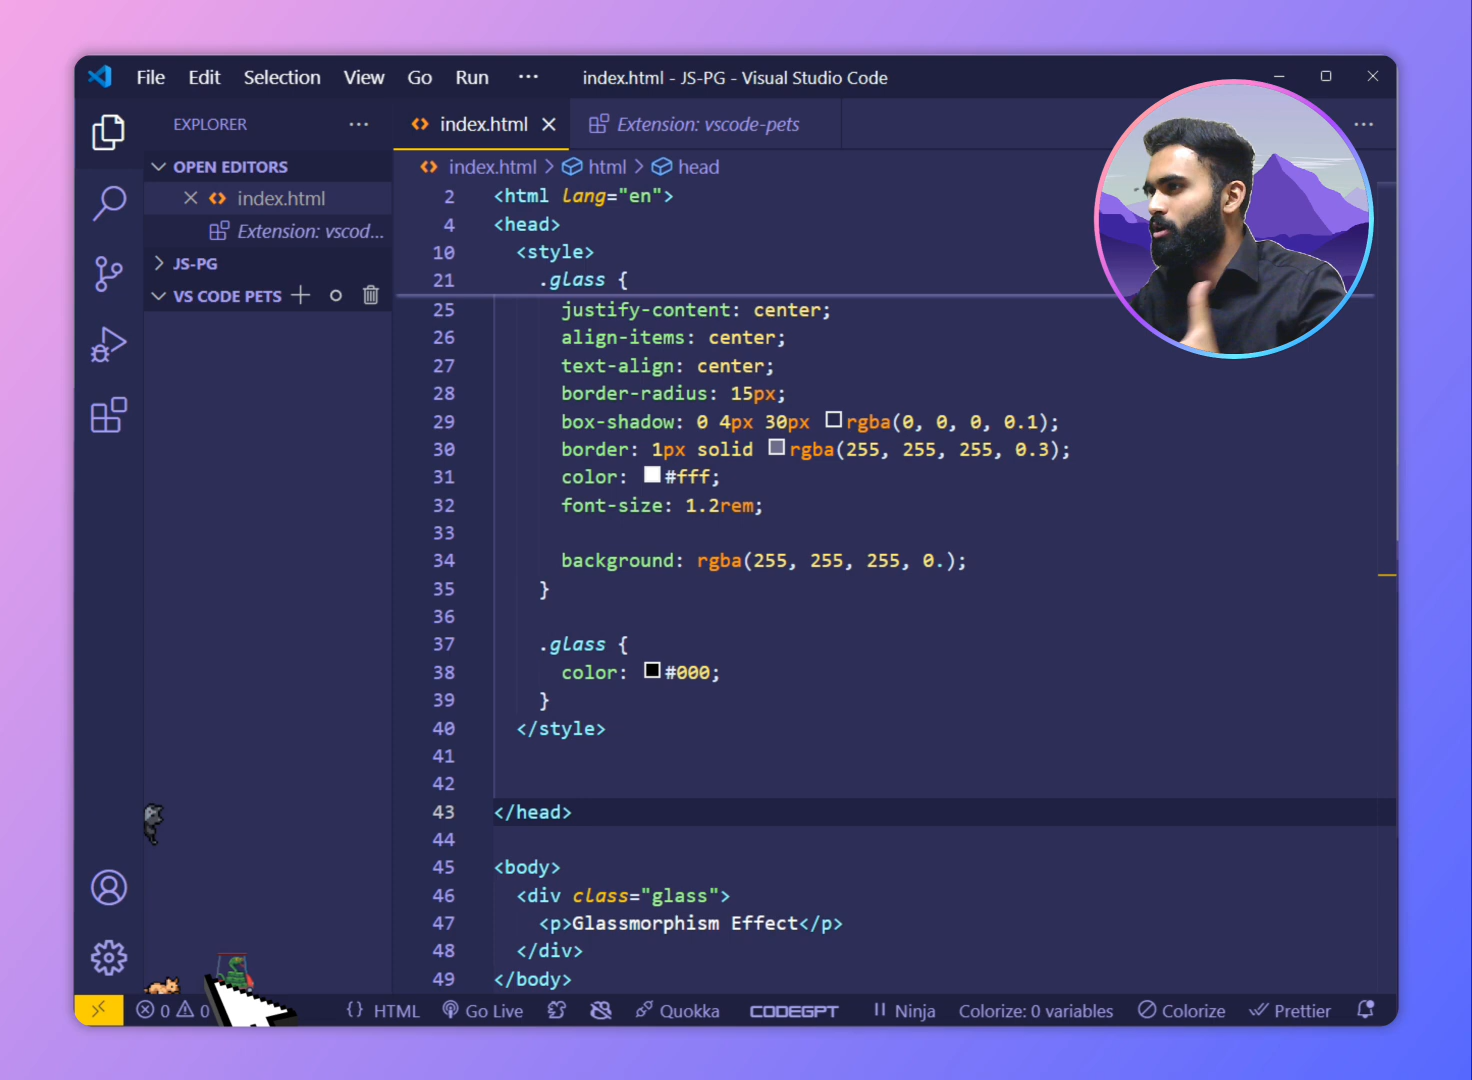 File Edit Selection View Go Run ··· index.html - JS-PG - Visual Studio Code
EXPLORER ···
OPEN EDITORS
index.html
Extension: vscod...
JS-PG
VS CODE PETS
index.html
Extension: vscode-pets
index.html > html > head
2 <html lang="en">
4 <head>
10 <style>
21 .glass {
25 justify-content: center;
26 align-items: center;
27 text-align: center;
28 border-radius: 15px;
29 box-shadow: 0 4px 30px rgba(0, 0, 0, 0.1);
30 border: 1px solid rgba(255, 255, 255, 0.3);
31 color: #fff;
32 font-size: 1.2rem;
33
34 background: rgba(255, 255, 255, 0.);
35 }
36
37 .glass {
38 color: #000;
39 }
40 </style>
41
42
43 </head>
44
45 <body>
46 <div class="glass">
47 <p>Glassmorphism Effect</p>
48 </div>
49 </body>
0 0 {} HTML Go Live Quokka CODEGPT Ninja Colorize: 0 variables Colorize Prettier